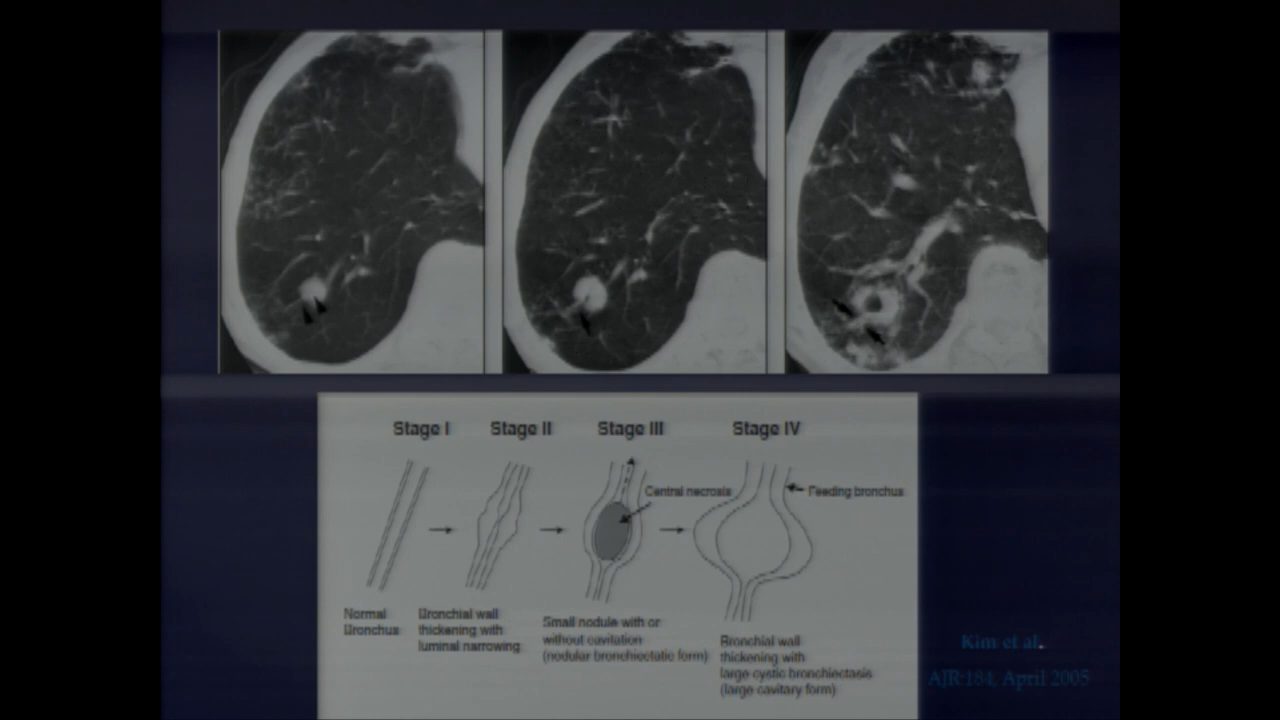 Stage I
Stage II
Stage III
Stage IV
Central necrosis
Feeding bronchus
Normal
Bronchus
Bronchial wall
thickening with
luminal narrowing
Small nodule with or
without cavitation
(nodular bronchiectatic form)
Bronchial wall
thickening with
large cystic bronchiectasis
(large cavitary form)
Kim et al.
AJR:184, April 2005